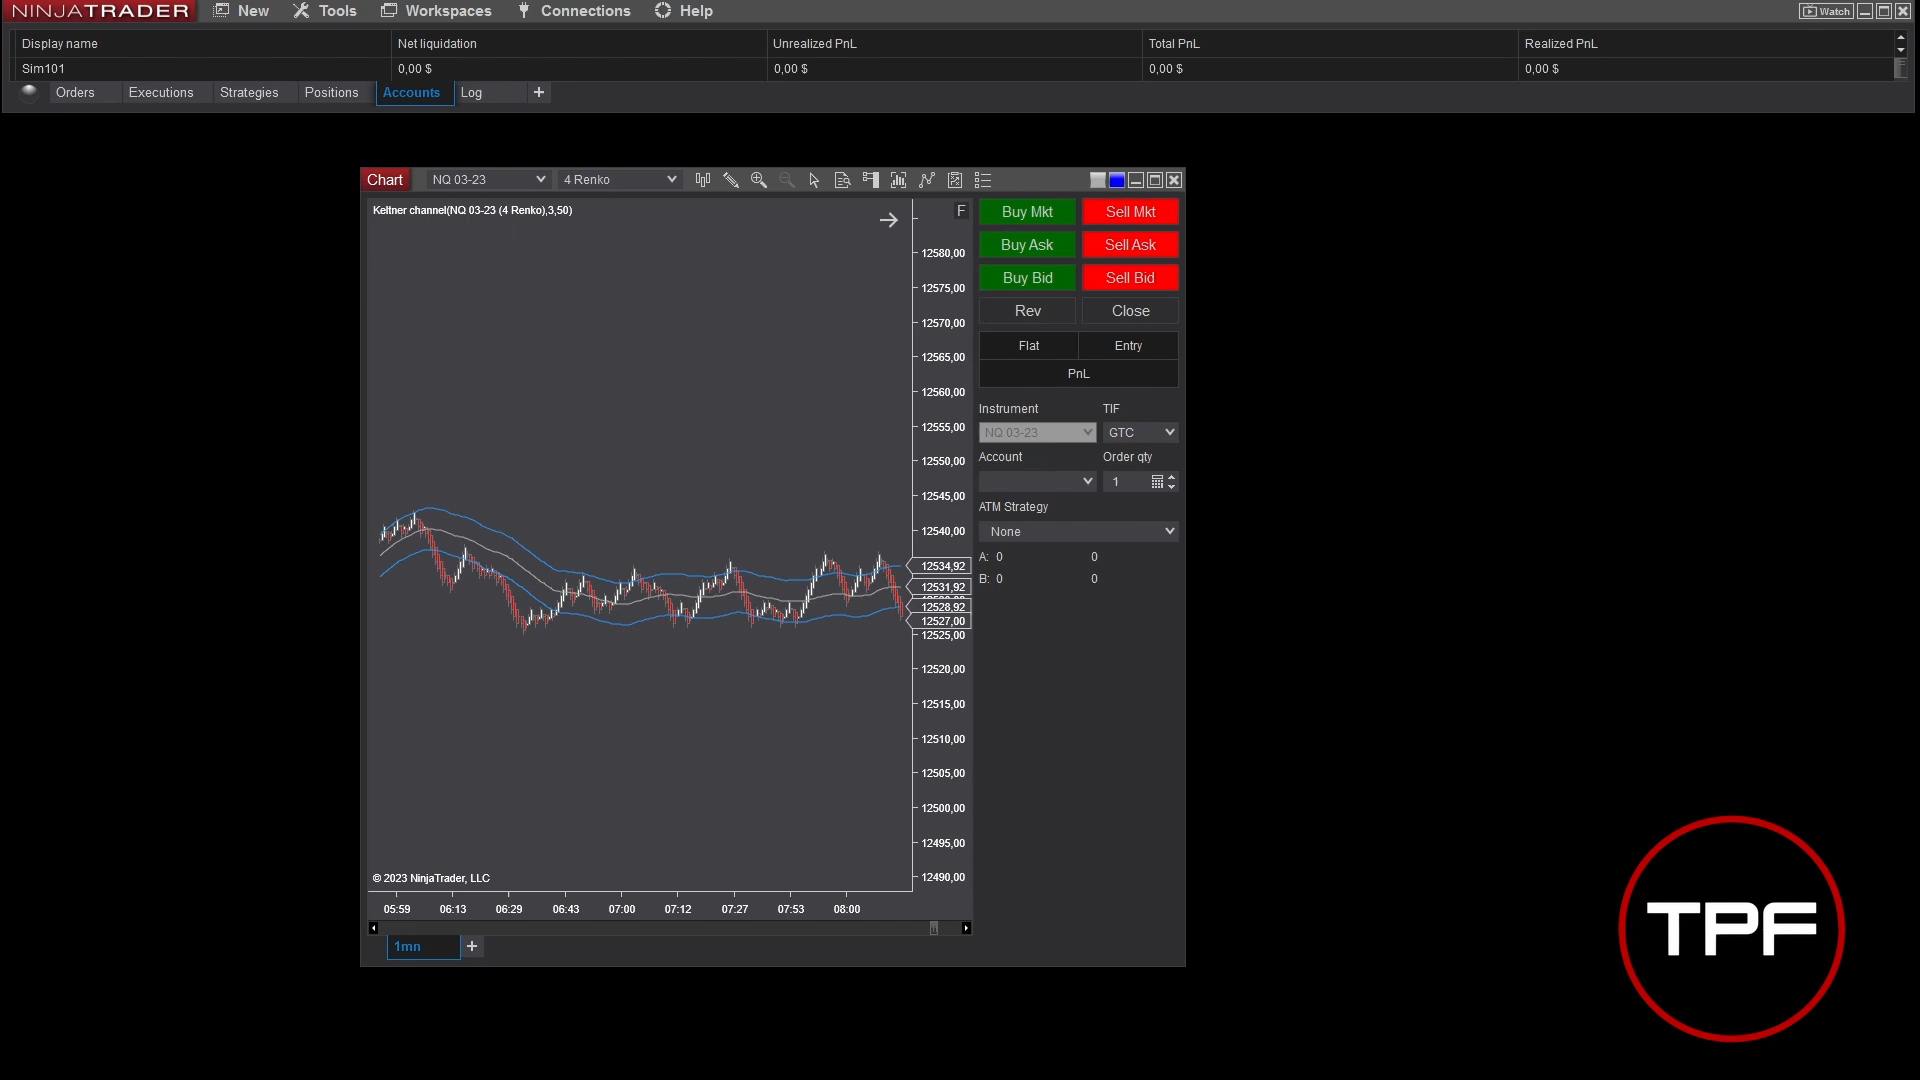 NINJATRADER New Tools Workspaces Connections Help Watch
Display name Net liquidation Unrealized PnL Total PnL Realized PnL
Sim101 0,00 $ 0,00 $ 0,00 $ 0,00 $
Orders Executions Strategies Positions Accounts Log +
Chart NQ 03-23 4 Renko
Keltner channel(NQ 03-23 (4 Renko),3,50)
F
12580,00
12575,00
12570,00
12565,00
12560,00
12555,00
12550,00
12545,00
12540,00
12534,92
12531,92
12528,92
12527,00
12525,00
12520,00
12515,00
12510,00
12505,00
12500,00
12495,00
12490,00
© 2023 NinjaTrader, LLC
05:59 06:13 06:29 06:43 07:00 07:12 07:27 07:53 08:00
1mn +
Buy Mkt Sell Mkt
Buy Ask Sell Ask
Buy Bid Sell Bid
Rev Close
Flat Entry
PnL
Instrument TIF
NQ 03-23 GTC
Account Order qty
1
ATM Strategy
None
A: 0 0
B: 0 0
TPF